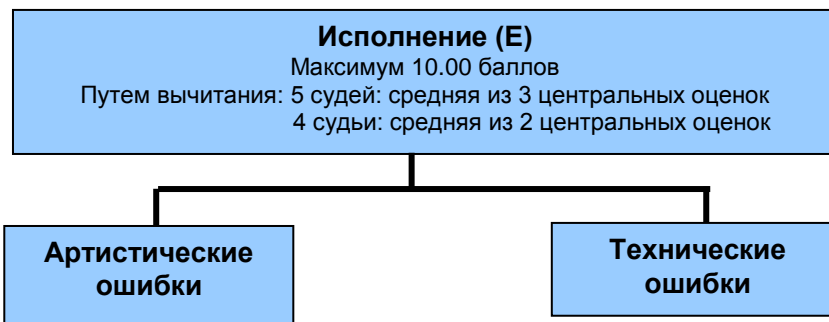 Исполнение (Е)
Максимум 10.00 баллов
Путем вычитания: 5 судей: средняя из 3 центральных оценок
4 судьи: средняя из 2 центральных оценок
Артистические
ошибки
Технические
ошибки